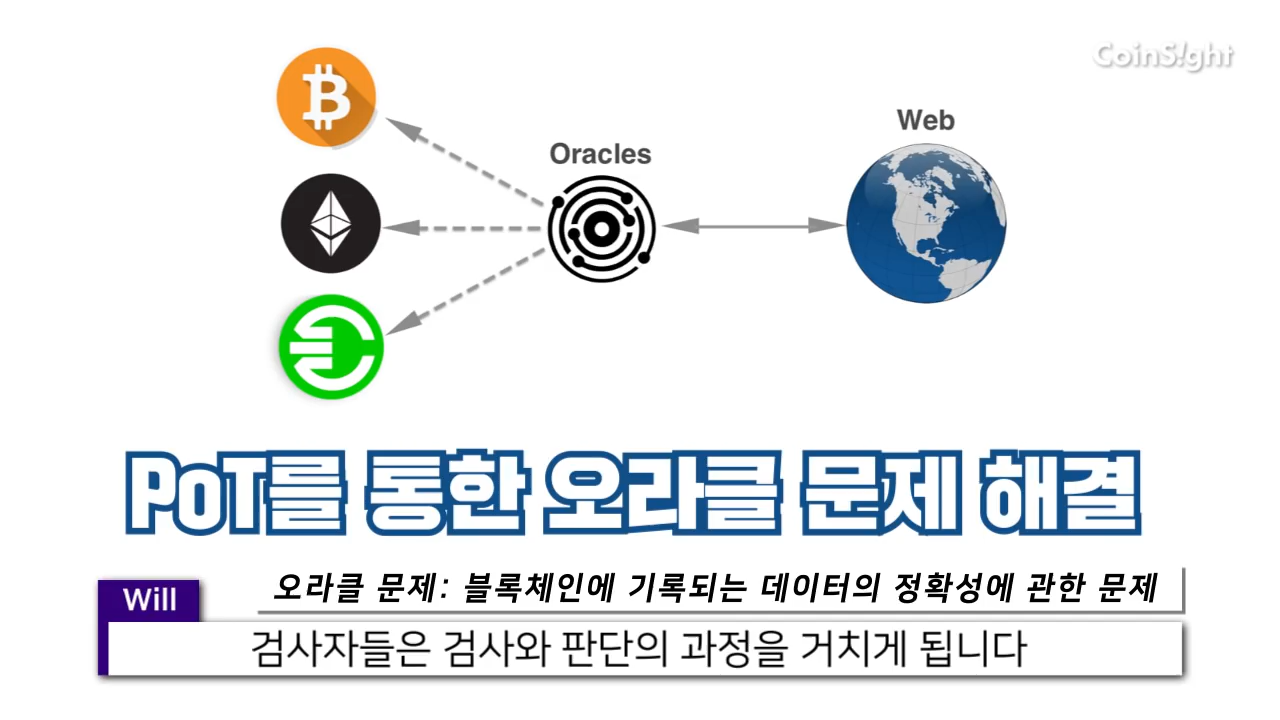 CoinS!ght
Web
Oracles
PoT를 통한 오라클 문제 해결
오라클 문제: 블록체인에 기록되는 데이터의 정확성에 관한 문제
Will
검사자들은 검사와 판단의 과정을 거치게 됩니다